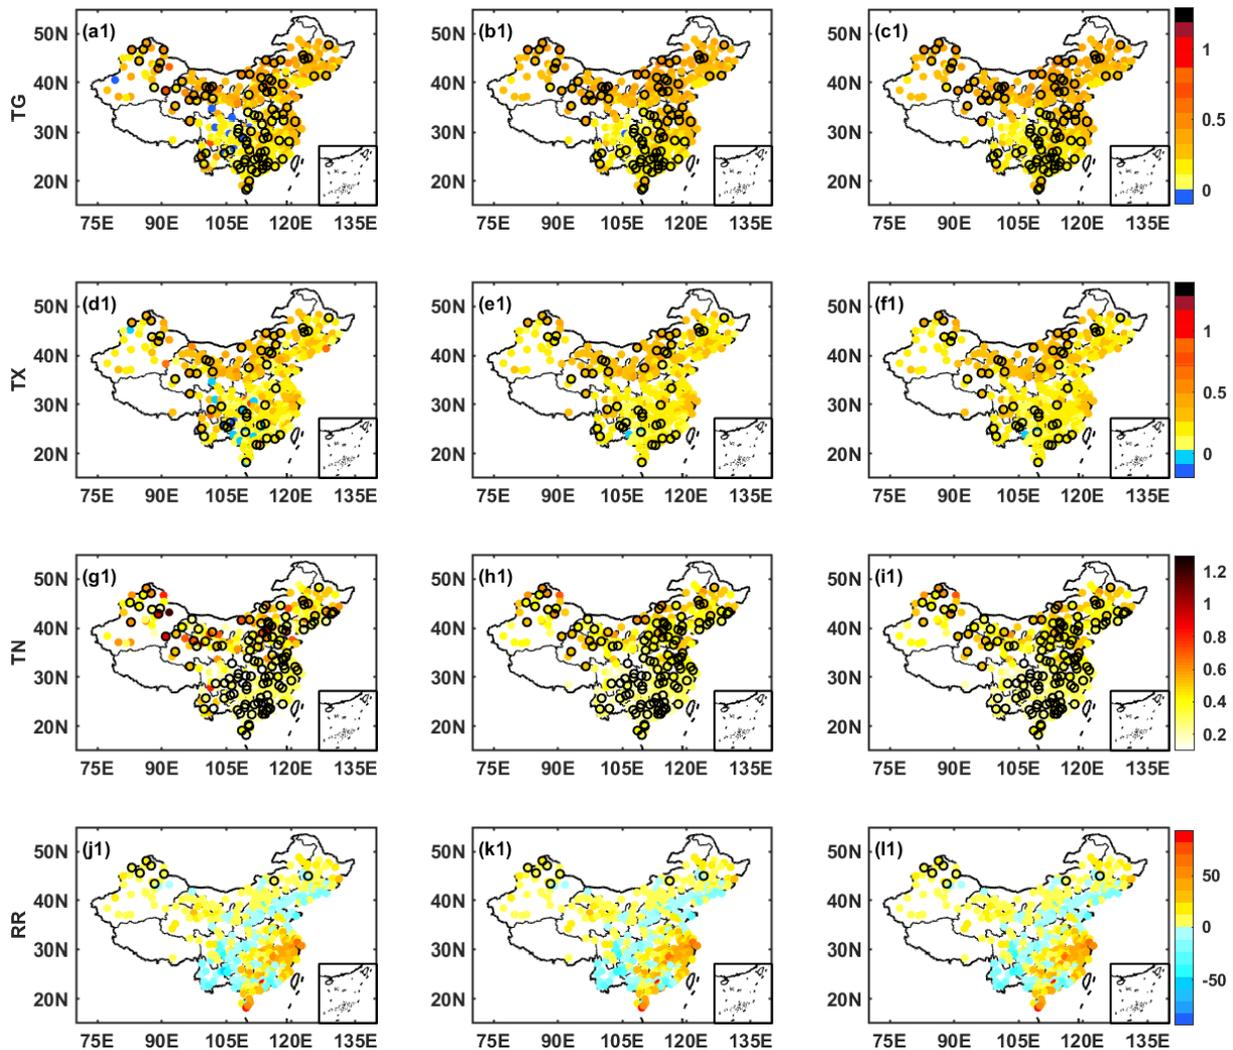 (a1) (b1) (c1)
50N 50N 50N
1
40N 40N 40N
TG
0.5
30N 30N 30N
20N 20N 20N
0
75E 90E 105E 120E 135E 75E 90E 105E 120E 135E 75E 90E 105E 120E 135E
(d1) (e1) (f1)
50N 50N 50N
1
40N 40N 40N
TX
0.5
30N 30N 30N
20N 20N 20N
0
75E 90E 105E 120E 135E 75E 90E 105E 120E 135E 75E 90E 105E 120E 135E
(g1) (h1) (i1)
50N 50N 50N
1.2
1
40N 40N 40N
0.8
TN
0.6
30N 30N 30N
0.4
20N 20N 20N
0.2
75E 90E 105E 120E 135E 75E 90E 105E 120E 135E 75E 90E 105E 120E 135E
(j1) (k1) (l1)
50N 50N 50N
50
40N 40N 40N
RR
0
30N 30N 30N
-50
20N 20N 20N
75E 90E 105E 120E 135E 75E 90E 105E 120E 135E 75E 90E 105E 120E 135E